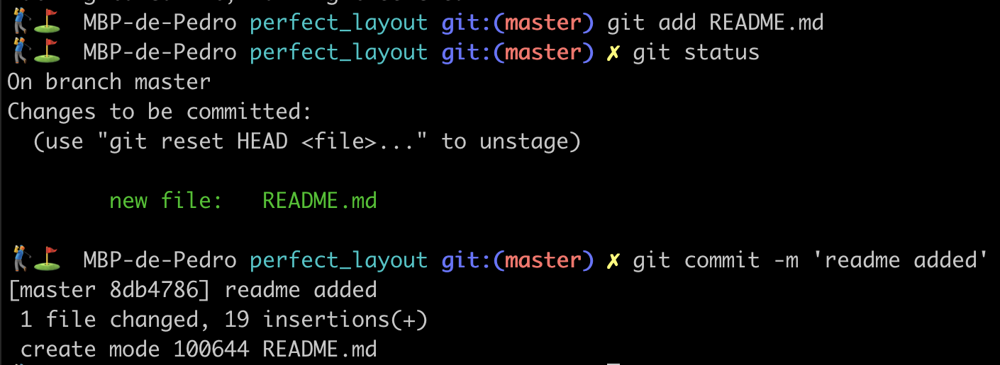 🏌️⛳ MBP-de-Pedro perfect_layout git:(master) git add README.md
🏌️⛳ MBP-de-Pedro perfect_layout git:(master) ✗ git status
On branch master
Changes to be committed:
  (use "git reset HEAD <file>..." to unstage)
new file:   README.md
🏌️⛳ MBP-de-Pedro perfect_layout git:(master) ✗ git commit -m 'readme added'
[master 8db4786] readme added
 1 file changed, 19 insertions(+)
 create mode 100644 README.md